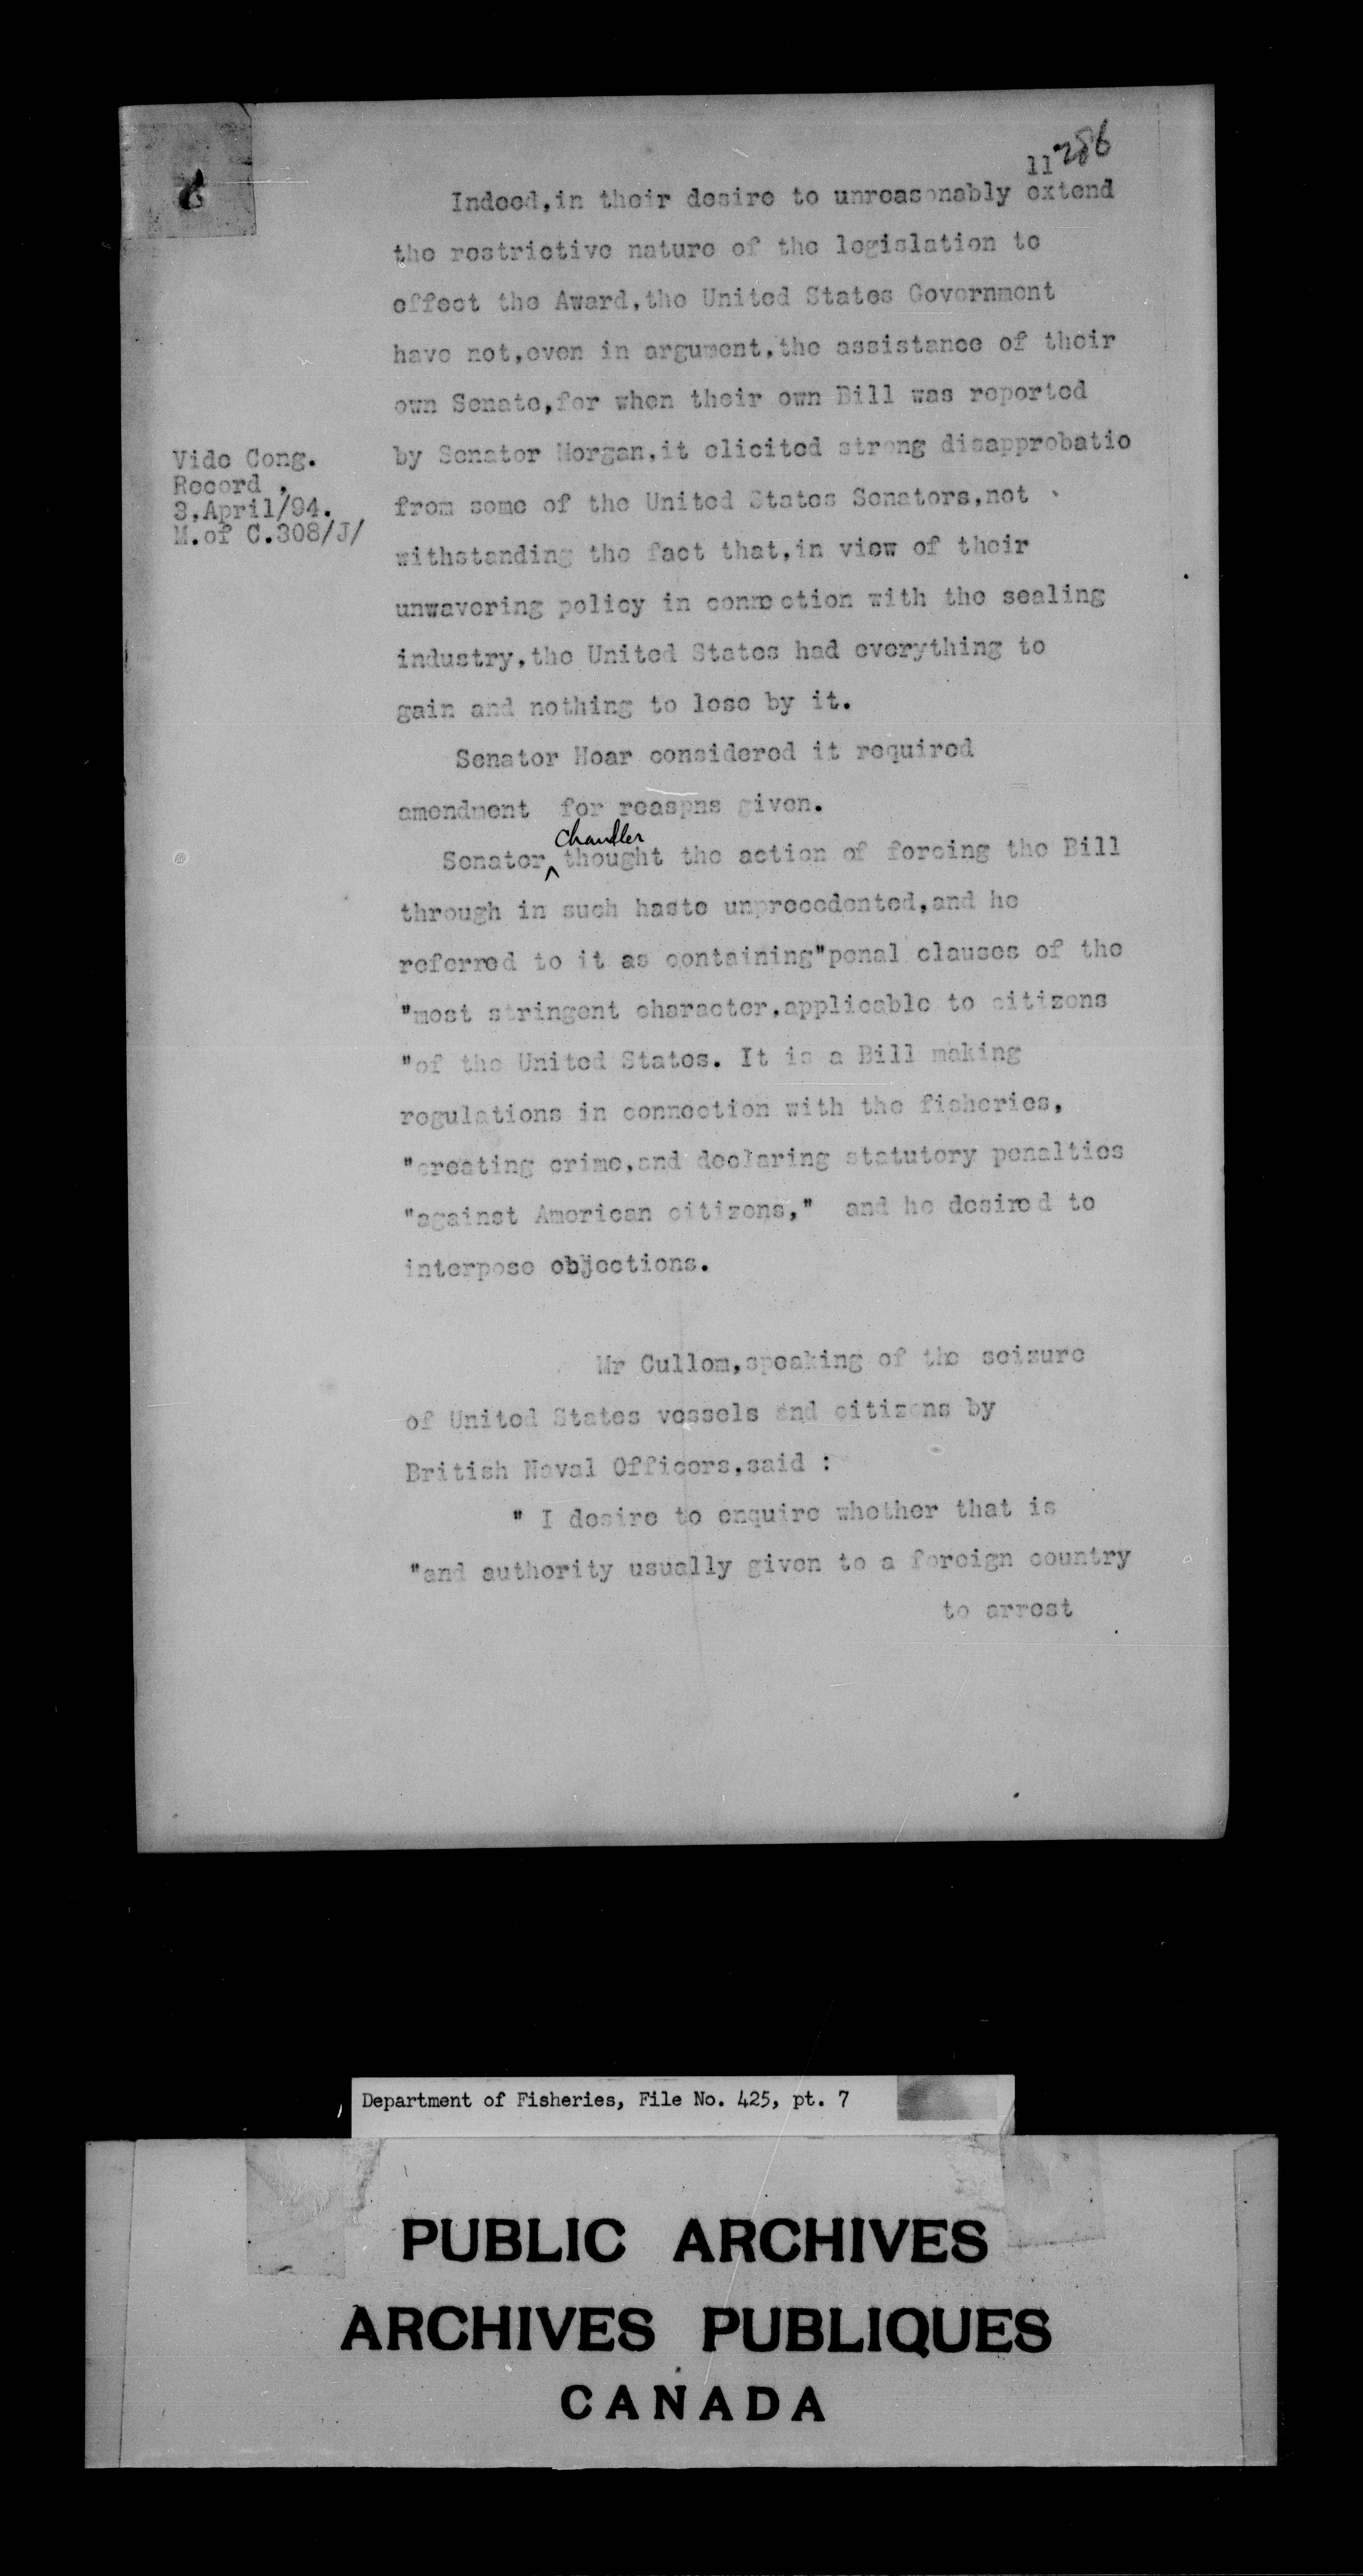 11 286
Indeed,in their desire to unreasonably extend
the restrictive nature of the legislation to
effect the Award,the United States Government
have not,even in argument,the assistance of their
own Senate,for when their own Bill was reported
Vide Cong.
Record ,
3,April/94.
M.of C.308/J/
by Senator Morgan,it elicited strong disapprobatio
from some of the United States Senators,not
withstanding the fact that,in view of their
unwavering policy in connection with the sealing
industry,the United States had everything to
gain and nothing to lose by it.
Senator Hoar considered it required
amendment for reaspns given.
Senator Chandler thought the action of forcing the Bill
through in such haste unprecedented,and he
referred to it as containing"penal clauses of the
"most stringent character,applicable to citizens
"of the United States. It is a Bill making
regulations in connection with the fisheries,
"creating crime,and declaring statutory penalties
"against American citizens," and he desired to
interpose objections.
Mr Cullom,speaking of the seizure
of United States vessels and citizens by
British Naval Officers,said :
" I desire to enquire whether that is
"and authority usually given to a foreign country
to arrest
Department of Fisheries, File No. 425, pt. 7
PUBLIC ARCHIVES
ARCHIVES PUBLIQUES
CANADA